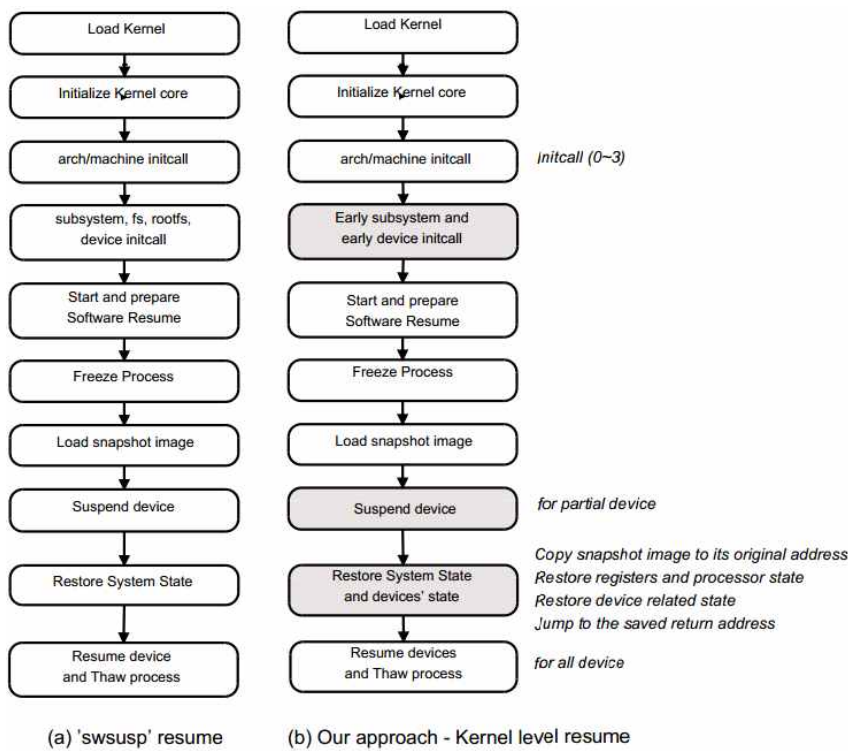 Load Kernel
Initialize Kernel core
arch/machine initcall
subsystem, fs, rootfs,
device initcall
Start and prepare
Software Resume
Freeze Process
Load snapshot image
Suspend device
Restore System State
Resume device
and Thaw process
(a) 'swsusp' resume
Load Kernel
Initialize Kernel core
arch/machine initcall
Initcall (0~3)
Early subsystem and
early device initcall
Start and prepare
Software Resume
Freeze Process
Load snapshot image
Suspend device
for partial device
Restore System State
and devices' state
Copy snapshot image to its original address
Restore registers and processor state
Restore device related state
Jump to the saved return address
Resume devices
and Thaw process
for all device
(b) Our approach - Kernel level resume